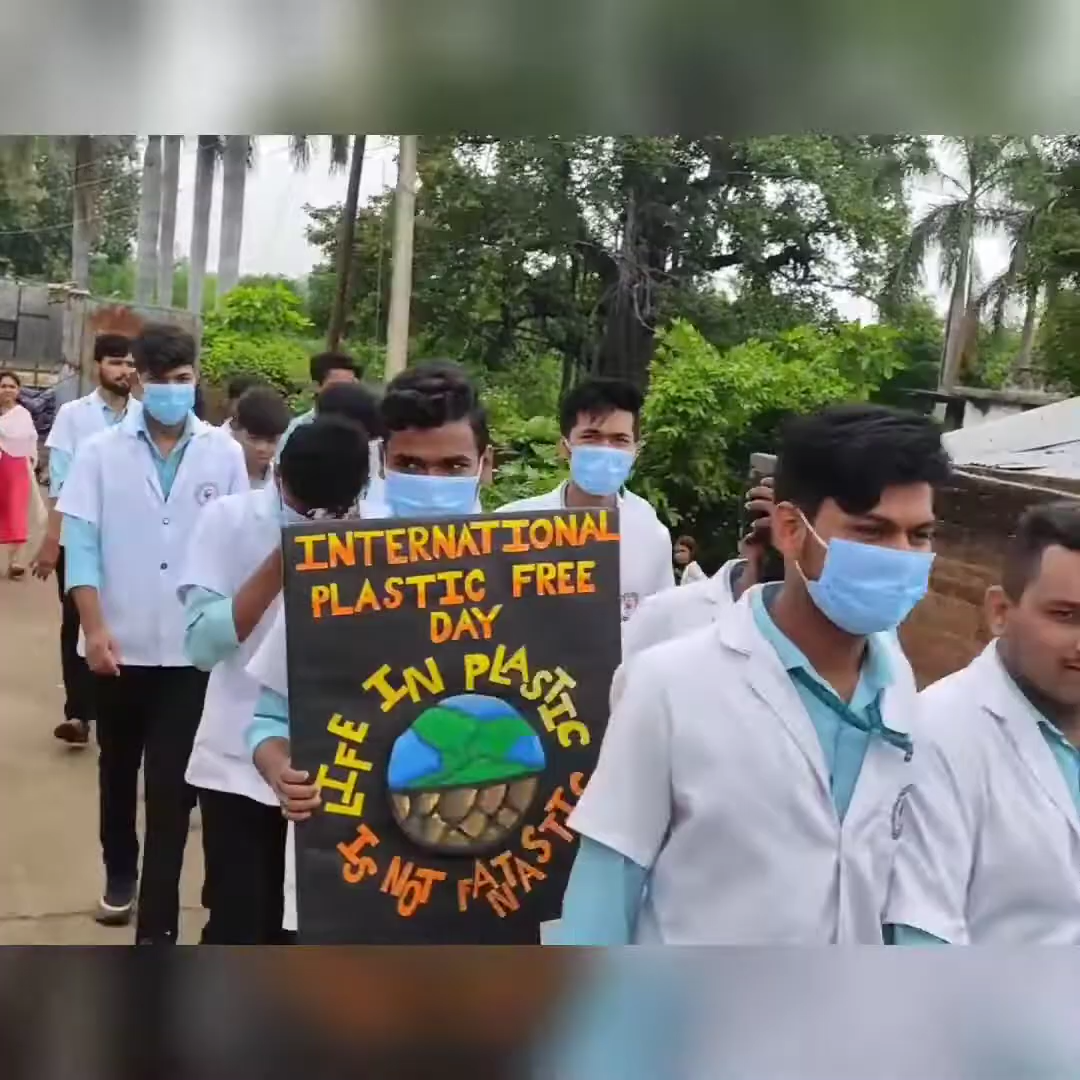 INTERNATIONAL
PLASTIC FREE
DAY
LIFE IN PLASTIC
IS NOT FANTASTIC